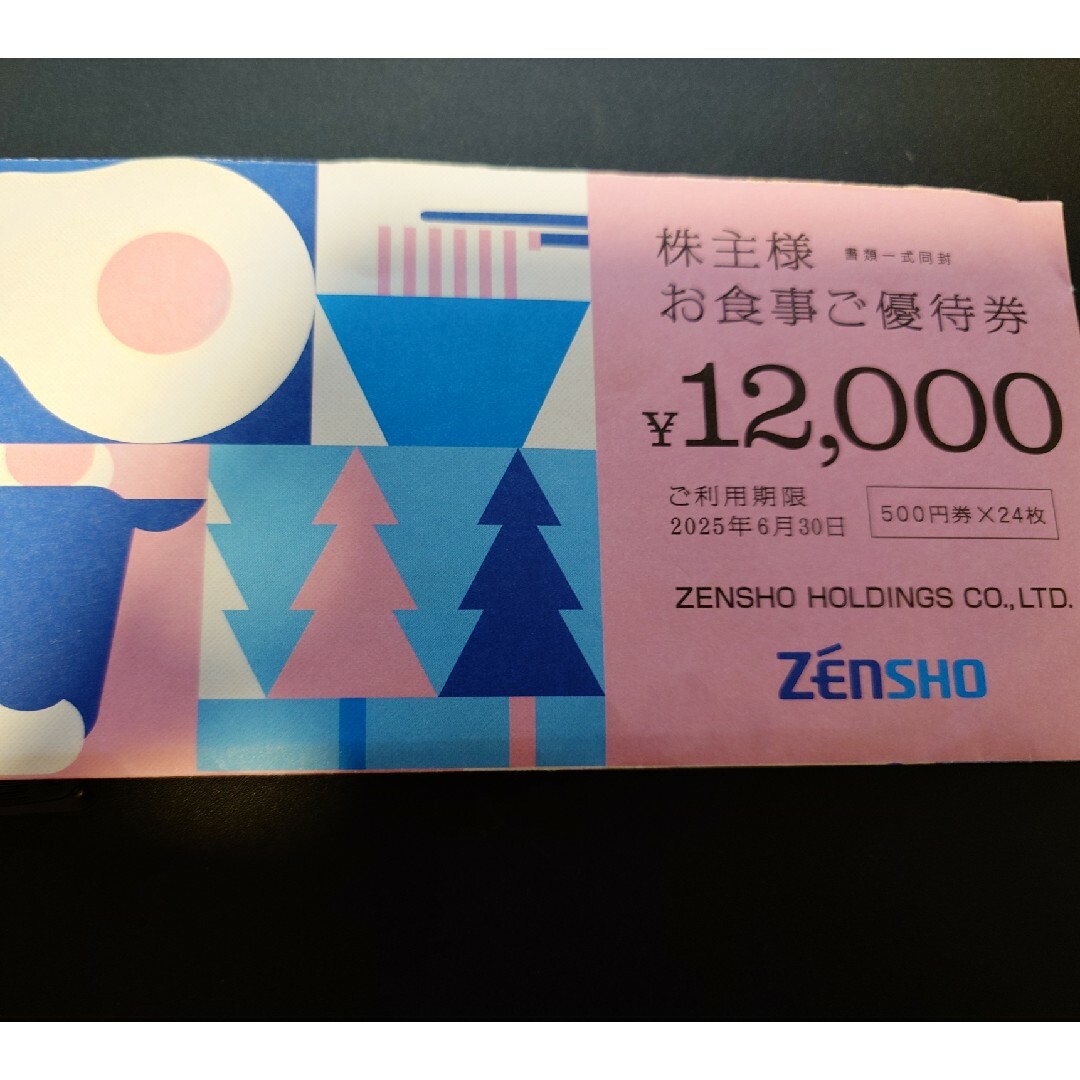 株主様 書類一式同封
お食事ご優待券
¥12,000
ご利用期限
2025年6月30日
500円券×24枚
ZENSHO HOLDINGS CO.,LTD.
ZÉNSHO